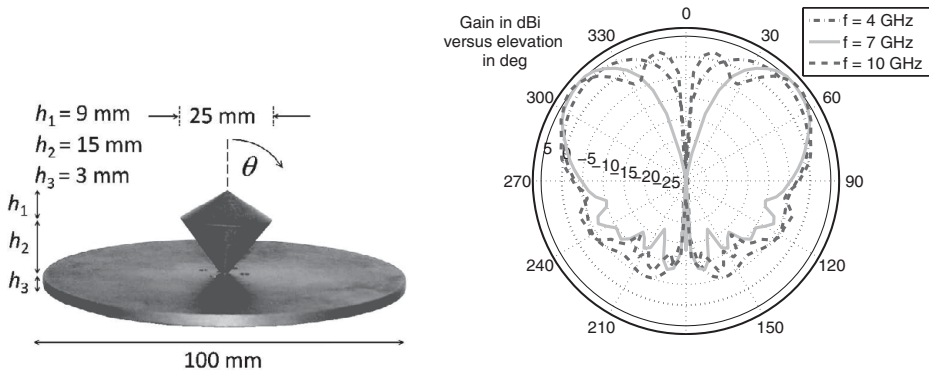 h₁ = 9 mm
h₂ = 15 mm
h₃ = 3 mm
25 mm
θ
h₁
h₂
h₃
100 mm
Gain in dBi
versus elevation
in deg
f = 4 GHz
f = 7 GHz
f = 10 GHz
0
30
60
90
120
150
210
240
270
300
330
5
0
−5
−10
−15
−20
−25